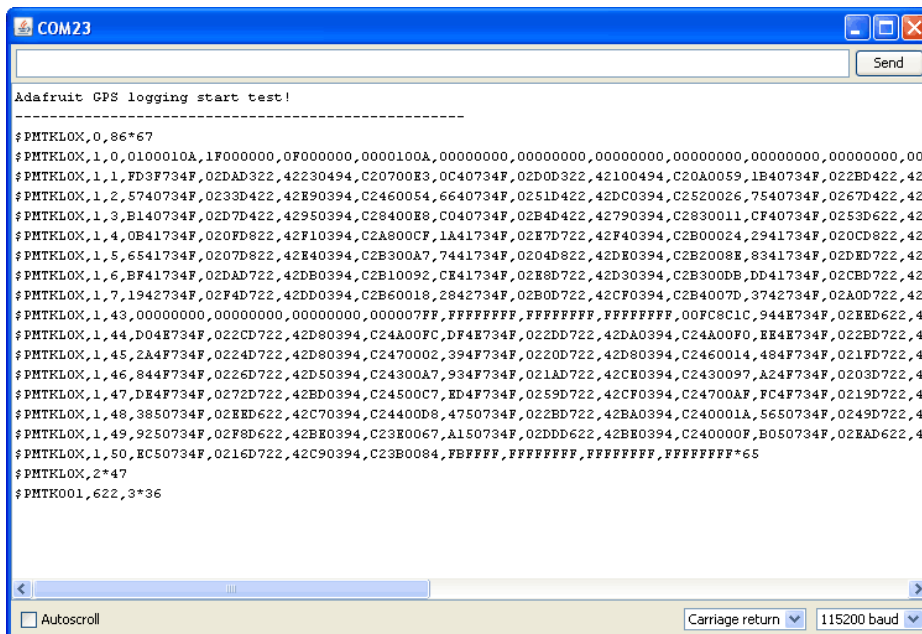 COM23
Send
Adafruit GPS logging start test!
----------------------------------------------------
$PMTKLOX,0,86*67
$PMTKLOX,1,0,0100010A,1F000000,0F000000,0000100A,00000000,00000000,00000000,00000000,00000000,00000000,00
$PMTKLOX,1,1,FD3F734F,02DAD322,42230494,C20700E3,0C40734F,02D0D322,42100494,C20A0059,1B40734F,022BD422,42
$PMTKLOX,1,2,5740734F,0233D422,42E90394,C2460054,6640734F,0251D422,42DC0394,C2520026,7540734F,0267D422,42
$PMTKLOX,1,3,B140734F,02D7D422,42950394,C28400E8,C040734F,02B4D422,42790394,C2830011,CF40734F,0253D622,42
$PMTKLOX,1,4,0B41734F,020FD822,42F10394,C2A800CF,1A41734F,02E7D722,42F40394,C2B00024,2941734F,020CD822,42
$PMTKLOX,1,5,6541734F,0207D822,42E40394,C2B300A7,7441734F,0204D822,42DE0394,C2B2008E,8341734F,02DED722,42
$PMTKLOX,1,6,BF41734F,02DAD722,42DB0394,C2B10092,CE41734F,02E8D722,42D30394,C2B300DB,DD41734F,02CBD722,42
$PMTKLOX,1,7,1942734F,02F4D722,42DD0394,C2B60018,2842734F,02B0D722,42CF0394,C2B4007D,3742734F,02A0D722,42
$PMTKLOX,1,43,00000000,00000000,00000000,000007FF,FFFFFFFF,FFFFFFFF,FFFFFFFF,00FC8C1C,944E734F,02EED622,4
$PMTKLOX,1,44,D04E734F,022CD722,42D80394,C24A00FC,DF4E734F,022DD722,42DA0394,C24A00F0,EE4E734F,022BD722,4
$PMTKLOX,1,45,2A4F734F,0224D722,42D80394,C2470002,394F734F,0220D722,42D80394,C2460014,484F734F,021FD722,4
$PMTKLOX,1,46,844F734F,0226D722,42D50394,C24300A7,934F734F,021AD722,42CE0394,C2430097,A24F734F,0203D722,4
$PMTKLOX,1,47,DE4F734F,0272D722,42BD0394,C24500C7,ED4F734F,0259D722,42CF0394,C24700AF,FC4F734F,0219D722,4
$PMTKLOX,1,48,3850734F,02EED622,42C70394,C24400D8,4750734F,022BD722,42BA0394,C240001A,5650734F,0249D722,4
$PMTKLOX,1,49,9250734F,02F8D622,42BE0394,C23E0067,A150734F,02DDD622,42BE0394,C240000F,B050734F,02EAD622,4
$PMTKLOX,1,50,EC50734F,0216D722,42C90394,C23B0084,FBFFFF,FFFFFFFF,FFFFFFFF,FFFFFFFF*65
$PMTKLOX,2*47
$PMTK001,622,3*36
Autoscroll
Carriage return
115200 baud